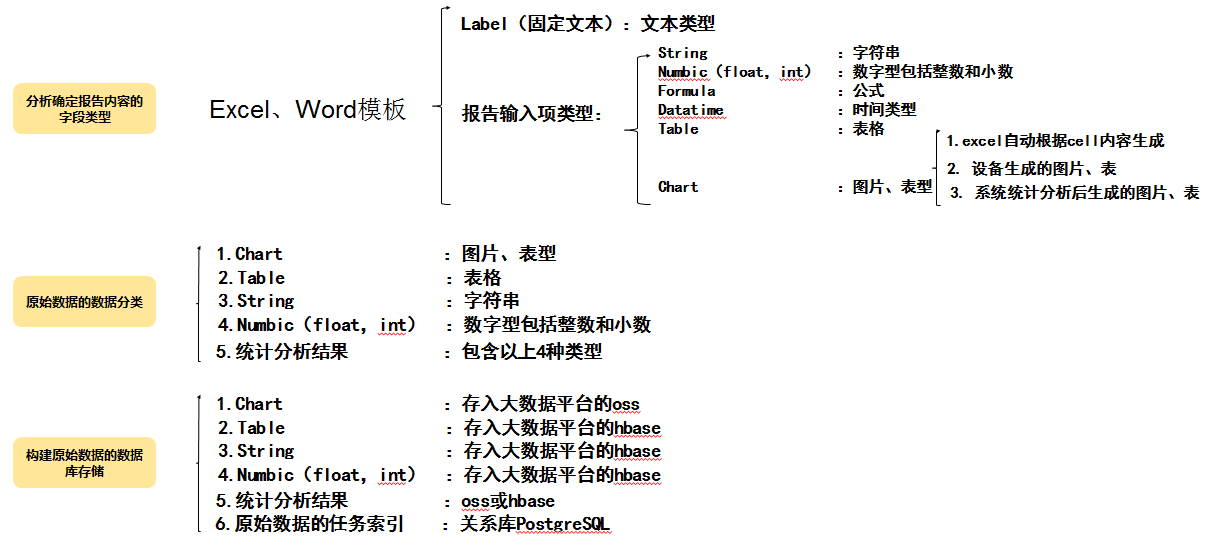 分析确定报告内容的
字段类型
Excel、Word模板
Label（固定文本）：文本类型
报告输入项类型：
String ：字符串
Numbic（float，int） ：数字型包括整数和小数
Formula ：公式
Datatime ：时间类型
Table ：表格
Chart ：图片、表型
1.excel自动根据cell内容生成
2. 设备生成的图片、表
3. 系统统计分析后生成的图片、表
原始数据的数据分类
1.Chart ：图片、表型
2.Table ：表格
3.String ：字符串
4.Numbic（float，int） ：数字型包括整数和小数
5.统计分析结果 ：包含以上4种类型
构建原始数据的数据
库存储
1.Chart ：存入大数据平台的oss
2.Table ：存入大数据平台的hbase
3.String ：存入大数据平台的hbase
4.Numbic（float，int） ：存入大数据平台的hbase
5.统计分析结果 ：oss或hbase
6.原始数据的任务索引 ：关系库PostgreSQL